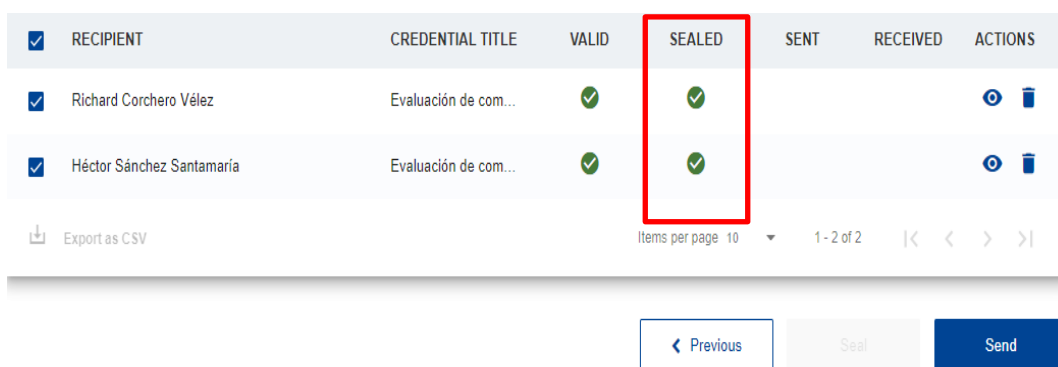 RECIPIENT CREDENTIAL TITLE VALID SEALED SENT RECEIVED ACTIONS
Richard Corchero Vélez Evaluación de com...
Héctor Sánchez Santamaría Evaluación de com...
Export as CSV Items per page 10 1 - 2 of 2
Previous Seal Send